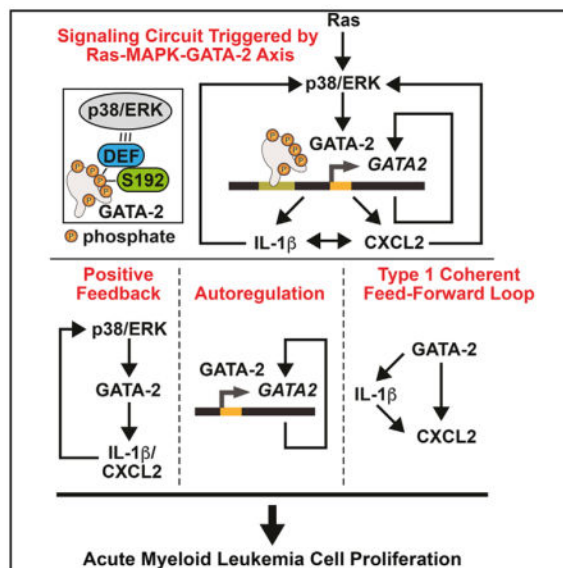 Signaling Circuit Triggered by
Ras-MAPK-GATA-2 Axis
Ras
p38/ERK
p38/ERK
DEF
S192
GATA-2
P phosphate
GATA-2
GATA2
IL-1β
CXCL2
Positive
Feedback
p38/ERK
GATA-2
IL-1β/
CXCL2
Autoregulation
GATA-2
GATA2
Type 1 Coherent
Feed-Forward Loop
GATA-2
IL-1β
CXCL2
Acute Myeloid Leukemia Cell Proliferation